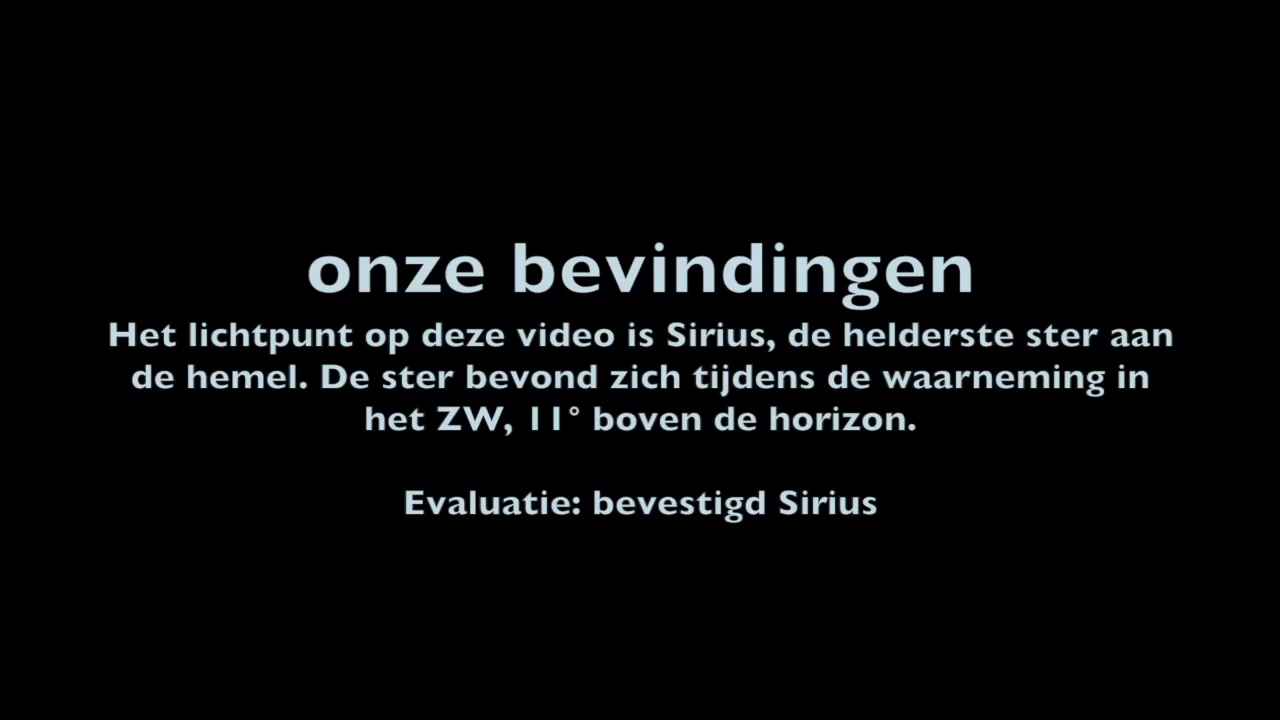 onze bevindingen
Het lichtpunt op deze video is Sirius, de helderste ster aan
de hemel. De ster bevond zich tijdens de waarneming in
het ZW, 11° boven de horizon.
Evaluatie: bevestigd Sirius